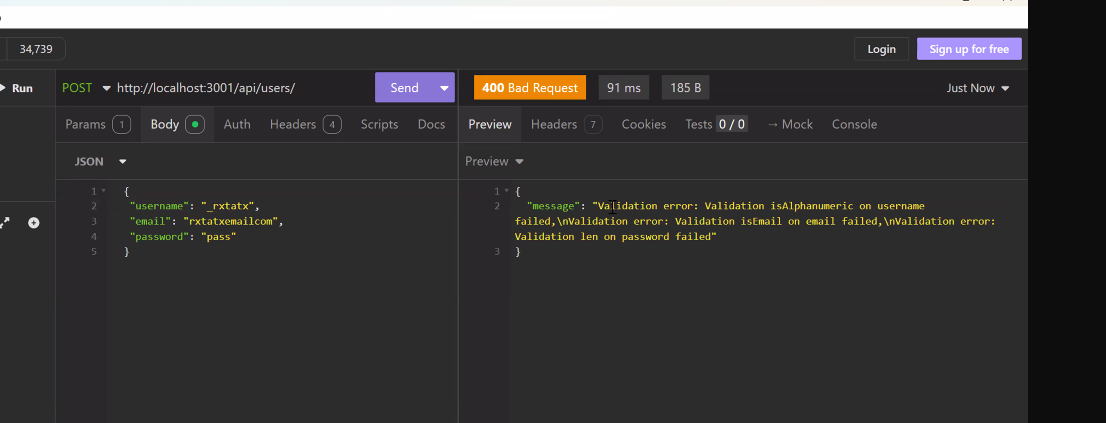 34,739
Login
Sign up for free
Run
POST http://localhost:3001/api/users/
Send
400 Bad Request
91 ms
185 B
Just Now
Params 1
Body
Auth
Headers 4
Scripts
Docs
Preview
Headers 7
Cookies
Tests 0 / 0
→ Mock
Console
JSON
Preview
1 {
2 "username": "_rxtatx",
3 "email": "rxtatxemailcom",
4 "password": "pass"
5 }
1 {
2 "message": "Validation error: Validation isAlphanumeric on username
failed,\nValidation error: Validation isEmail on email failed,\nValidation error:
Validation len on password failed"
3 }